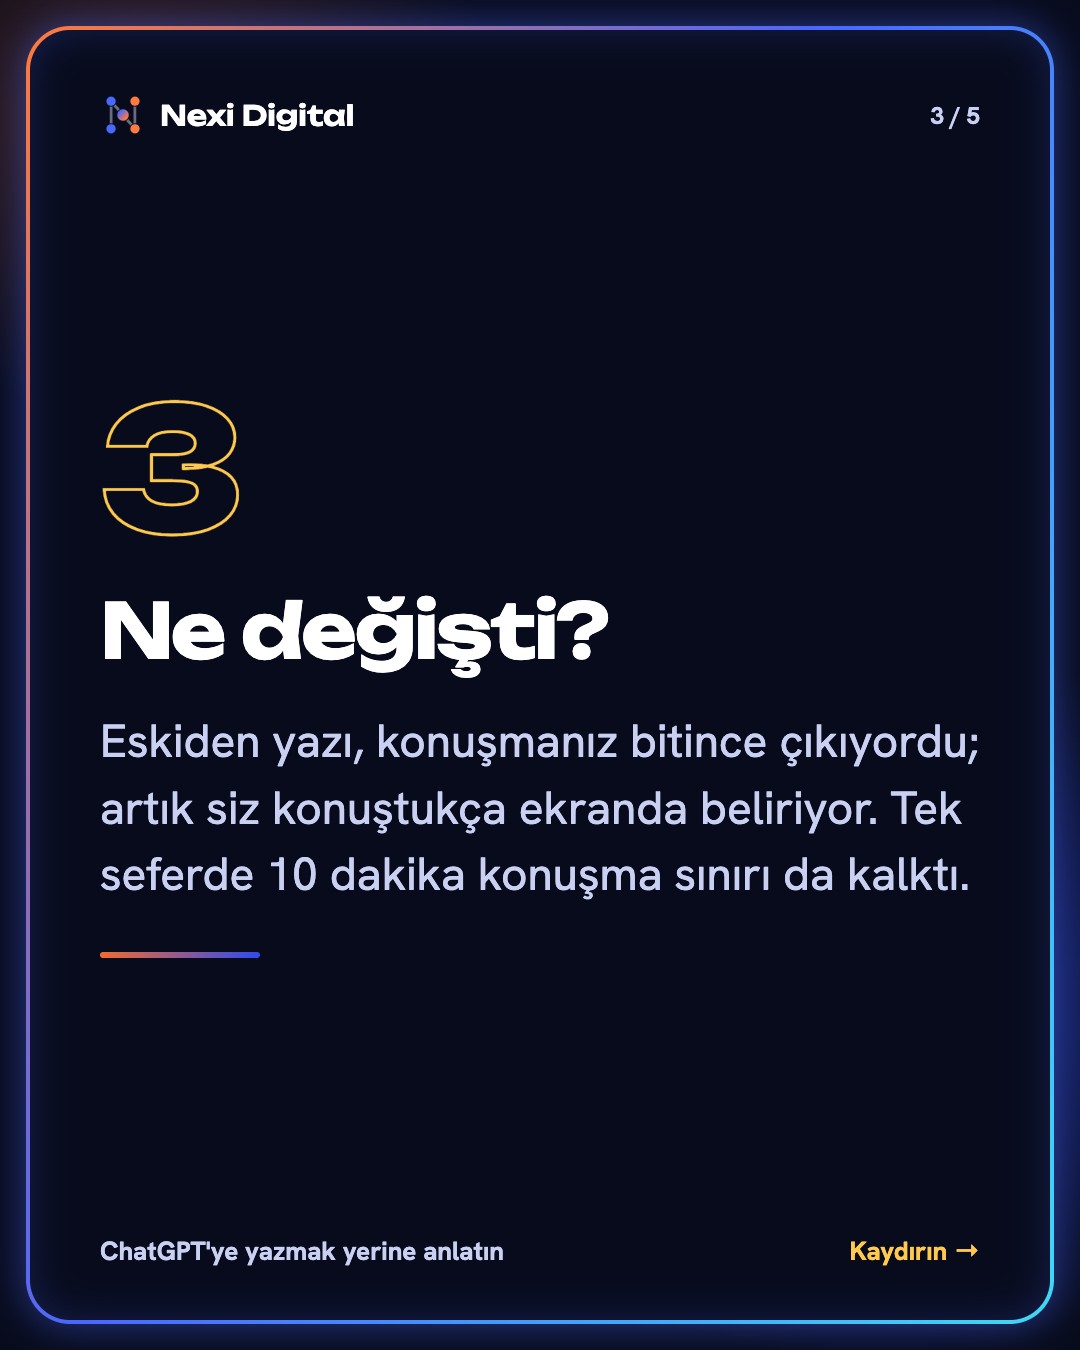 Nexi Digital
3 / 5
3
Ne değişti?
Eskiden yazı, konuşmanız bitince çıkıyordu;
artık siz konuştukça ekranda beliriyor. Tek
seferde 10 dakika konuşma sınırı da kalktı.
ChatGPT'ye yazmak yerine anlatın
Kaydırın →